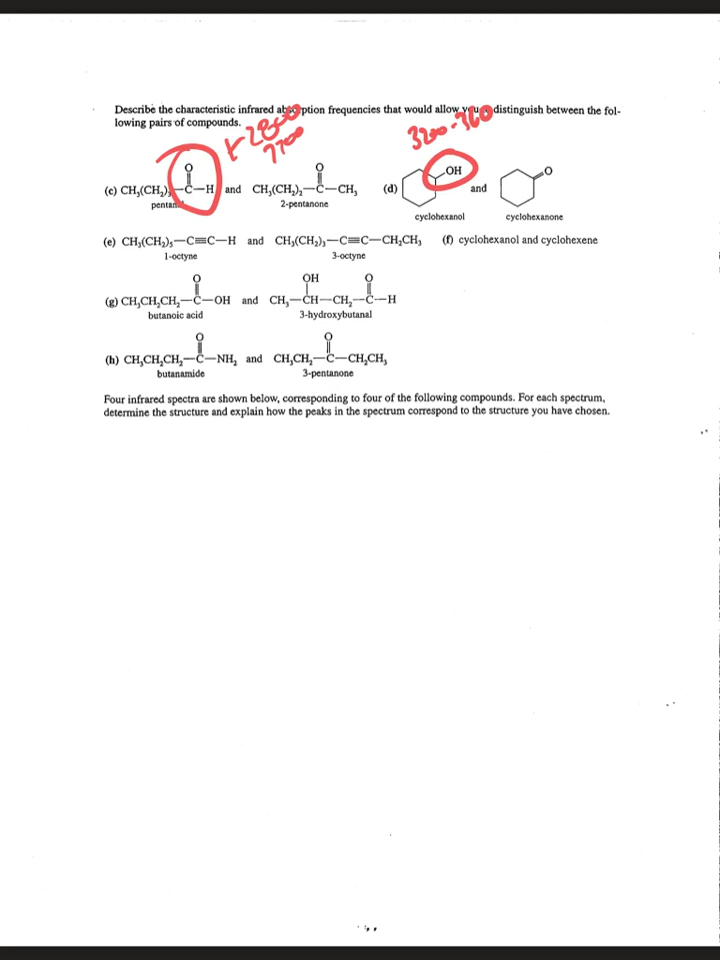 Describe the characteristic infrared absorption frequencies that would allow you to distinguish between the fol-
lowing pairs of compounds.
+ 2800
2700
3200-360
O O OH O
(c) CH₃(CH₂)₃—C—H and CH₃(CH₂)₂—C—CH₃ (d) and
pentanal 2-pentanone cyclohexanol cyclohexanone
(e) CH₃(CH₂)₅—C≡C—H and CH₃(CH₂)₃—C≡C—CH₂CH₃ (f) cyclohexanol and cyclohexene
1-octyne 3-octyne
O OH O
(g) CH₃CH₂CH₂—C—OH and CH₃—CH—CH₂—C—H
butanoic acid 3-hydroxybutanal
O O
(h) CH₃CH₂CH₂—C—NH₂ and CH₃CH₂—C—CH₂CH₃
butanamide 3-pentanone
Four infrared spectra are shown below, corresponding to four of the following compounds. For each spectrum,
determine the structure and explain how the peaks in the spectrum correspond to the structure you have chosen.